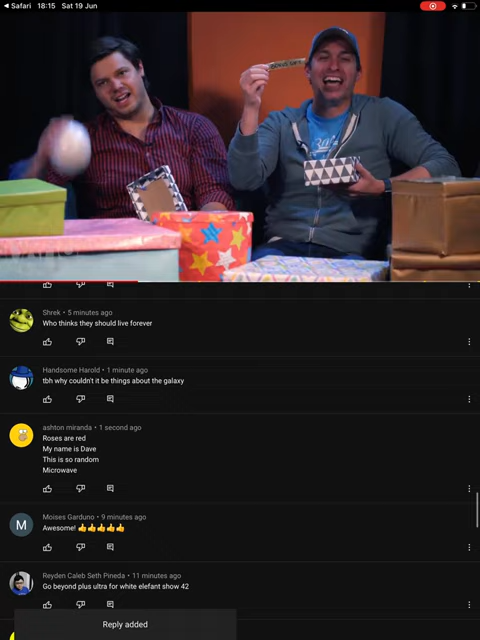 Safari 18:15 Sat 19 Jun
BONUS GIFT
Shrek • 5 minutes ago
Who thinks they should live forever
Handsome Harold • 1 minute ago
tbh why couldn't it be things about the galaxy
ashton miranda • 1 second ago
Roses are red
My name is Dave
This is so random
Microwave
M
Moises Garduno • 9 minutes ago
Awesome! 👍👍👍👍👍
Reyden Caleb Seth Pineda • 11 minutes ago
Go beyond plus ultra for white elefant show 42
Reply added